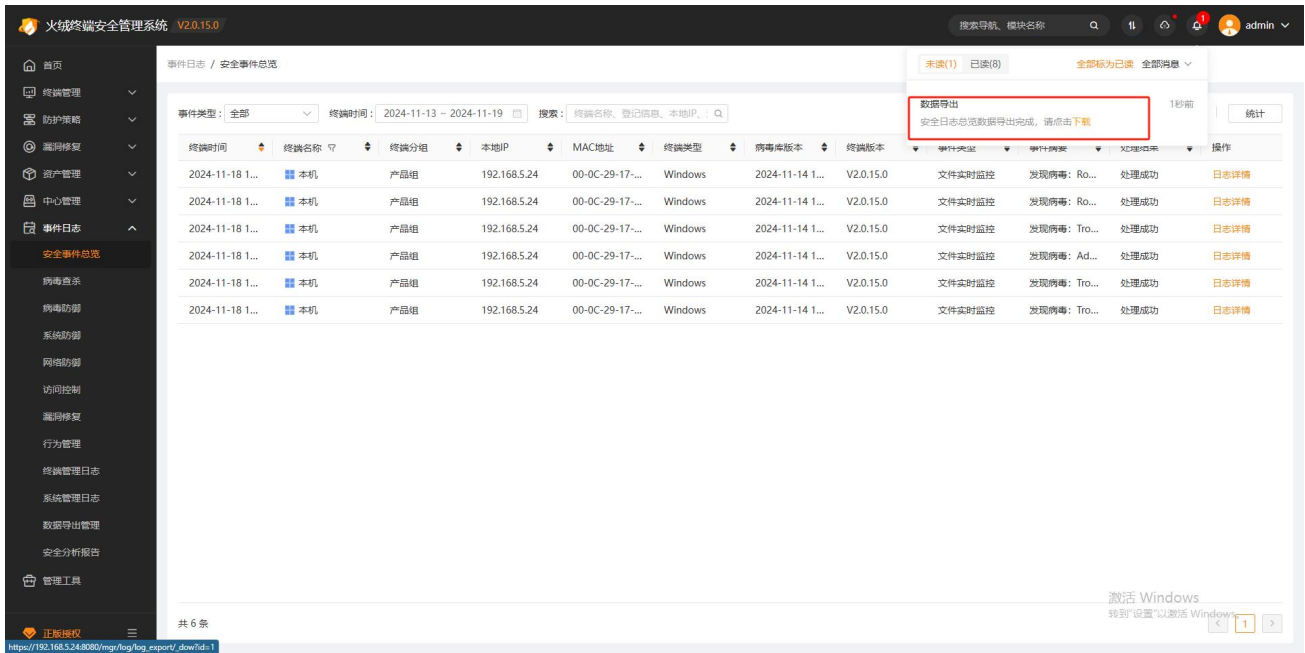 火绒终端安全管理系统 V2.0.15.0 搜索导航、模块名称 1 admin
首页
终端管理
防护策略
漏洞修复
资产管理
中心管理
事件日志
安全事件总览
病毒查杀
病毒防御
系统防御
网络防御
访问控制
漏洞修复
行为管理
终端管理日志
系统管理日志
数据导出管理
安全分析报告
管理工具
正版授权
https://192.168.5.24:8080/mgr/log/log_export/_dow?id=1
事件日志 / 安全事件总览
未读(1) 已读(8) 全部标为已读 全部消息
数据导出 1秒前
安全日志总览数据导出完成，请点击下载
事件类型： 全部 终端时间： 2024-11-13 ~ 2024-11-19 搜索： 终端名称、登记信息、本地IP、 统计
终端时间 终端名称 终端分组 本地IP MAC地址 终端类型 病毒库版本 终端版本 事件类型 事件摘要 处理结果 操作
2024-11-18 1... 本机 产品组 192.168.5.24 00-0C-29-17-... Windows 2024-11-14 1... V2.0.15.0 文件实时监控 发现病毒：Ro... 处理成功 日志详情
2024-11-18 1... 本机 产品组 192.168.5.24 00-0C-29-17-... Windows 2024-11-14 1... V2.0.15.0 文件实时监控 发现病毒：Ro... 处理成功 日志详情
2024-11-18 1... 本机 产品组 192.168.5.24 00-0C-29-17-... Windows 2024-11-14 1... V2.0.15.0 文件实时监控 发现病毒：Tro... 处理成功 日志详情
2024-11-18 1... 本机 产品组 192.168.5.24 00-0C-29-17-... Windows 2024-11-14 1... V2.0.15.0 文件实时监控 发现病毒：Ad... 处理成功 日志详情
2024-11-18 1... 本机 产品组 192.168.5.24 00-0C-29-17-... Windows 2024-11-14 1... V2.0.15.0 文件实时监控 发现病毒：Tro... 处理成功 日志详情
2024-11-18 1... 本机 产品组 192.168.5.24 00-0C-29-17-... Windows 2024-11-14 1... V2.0.15.0 文件实时监控 发现病毒：Tro... 处理成功 日志详情
激活 Windows
转到"设置"以激活 Windows。
共 6 条 1